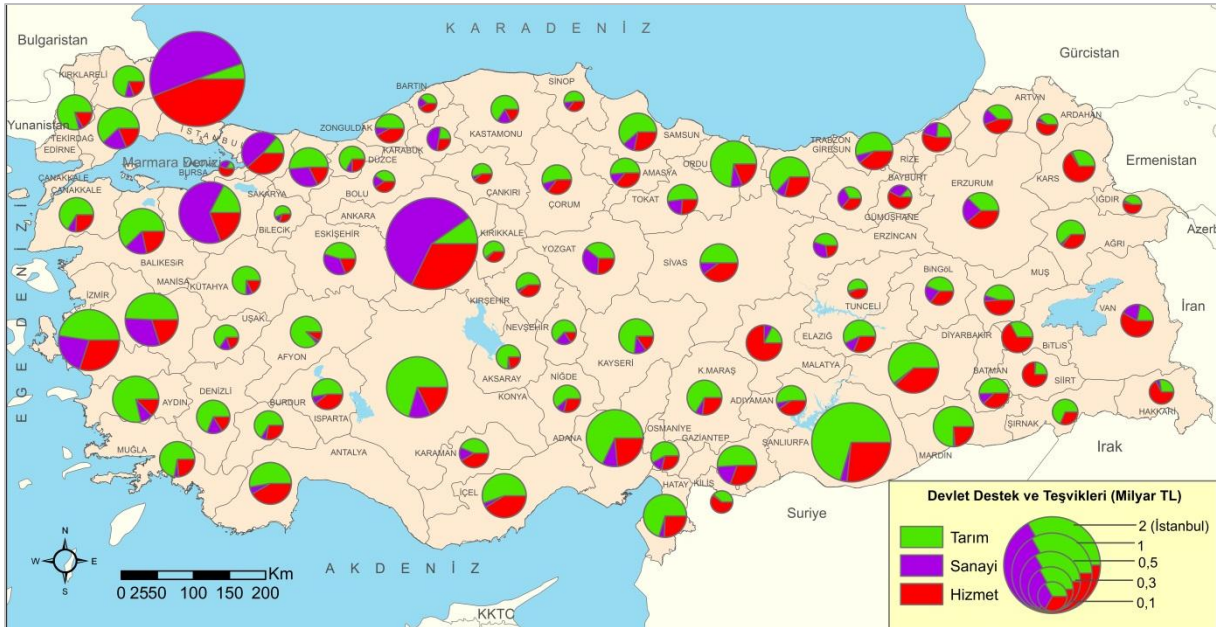 KARADENİZ
Bulgaristan
Gürcistan
KIRKLARELİ
SİNOP
BARTIN
ARTVİN
ARDAHAN
Yunanistan
TEKİRDAĞ
EDİRNE
İSTANBUL
ZONGULDAK
KASTAMONU
SAMSUN
TRABZON
GİRESUN
RİZE
Ermenistan
Marmara Denizi
KARABÜK
DÜZCE
ORDU
KARS
ÇANAKKALE
ÇANAKKALE
BURSA
SAKARYA
BOLU
ÇANKIRI
ÇORUM
AMASYA
TOKAT
BAYBURT
GÜMÜŞHANE
ERZURUM
IĞDIR
BİLECİK
ANKARA
ESKİŞEHİR
KIRIKKALE
YOZGAT
SİVAS
ERZİNCAN
AĞRI
Azerb
BALIKESİR
MANİSA
KÜTAHYA
TUNCELİ
BİNGÖL
MUŞ
İran
İZMİR
UŞAK
AFYON
KIRŞEHİR
NEVŞEHİR
KAYSERİ
ELAZIĞ
MALATYA
DİYARBAKIR
BİTLİS
VAN
EGE DENİZİ
AYDIN
DENİZLİ
BURDUR
ISPARTA
KONYA
AKSARAY
NİĞDE
K.MARAŞ
ADIYAMAN
BATMAN
SİİRT
HAKKARİ
MUĞLA
ANTALYA
KARAMAN
ADANA
OSMANİYE
GAZİANTEP
ŞANLIURFA
MARDİN
ŞIRNAK
Irak
İÇEL
HATAY
KİLİS
Suriye
N
W E
S
Km
0 2550 100 150 200
AKDENİZ
KKTC
Devlet Destek ve Teşvikleri (Milyar TL)
Tarım
Sanayi
Hizmet
2 (İstanbul)
1
0,5
0,3
0,1